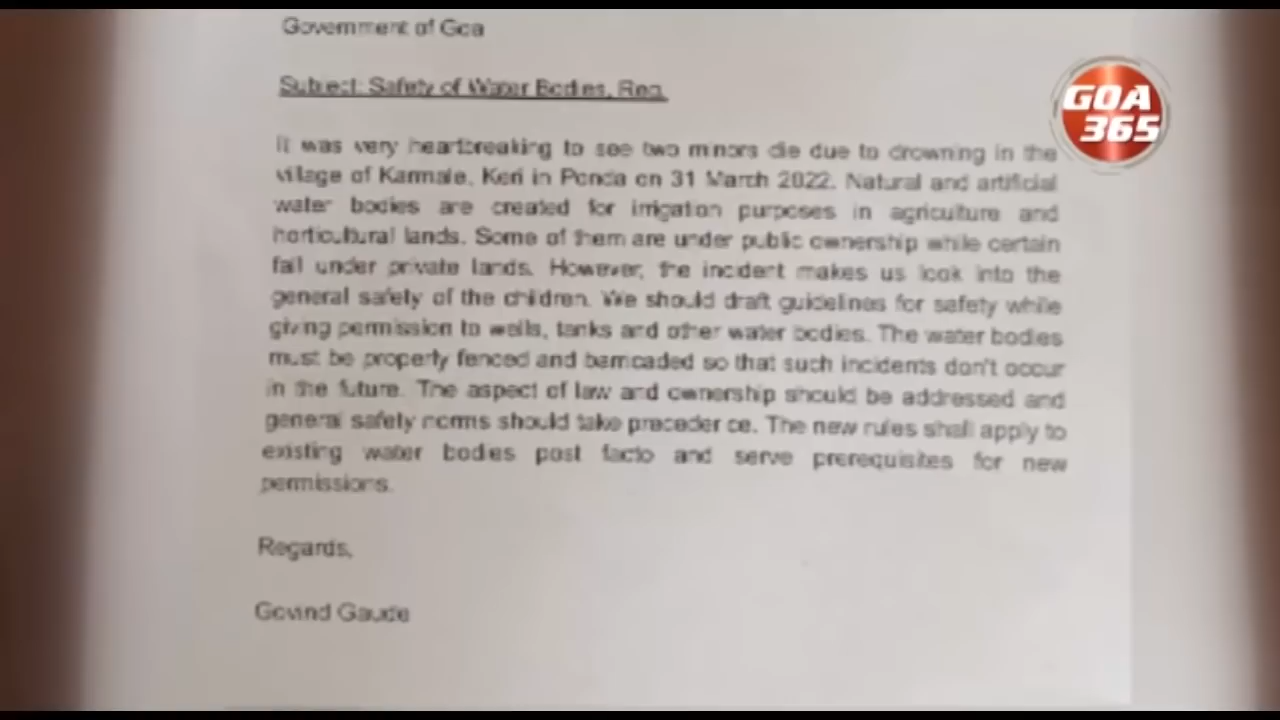 Government of Goa
Subject: Safety of Water Bodies, Reg.
GOA
365
It was very heartbreaking to see two minors die due to drowning in the
village of Karmale, Keri in Ponda on 31 March 2022. Natural and artificial
water bodies are created for irrigation purposes in agriculture and
horticultural lands. Some of them are under public ownership while certain
fall under private lands. However, the incident makes us look into the
general safety of the children. We should draft guidelines for safety while
giving permission to wells, tanks and other water bodies. The water bodies
must be properly fenced and barricaded so that such incidents don't occur
in the future. The aspect of law and ownership should be addressed and
general safety norms should take precedence. The new rules shall apply to
existing water bodies post facto and serve prerequisites for new
permissions.
Regards,
Govind Gaude